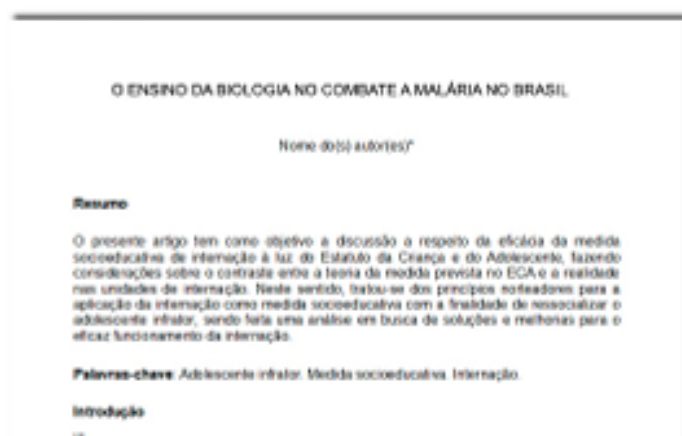 O ENSINO DA BIOLOGIA NO COMBATE A MALÁRIA NO BRASIL
Nome do(s) autor(es)*
Resumo
O presente artigo tem como objetivo a discussão a respeito da eficácia da medida
socioeducativa de internação à luz do Estatuto da Criança e do Adolescente, fazendo
considerações sobre o contraste entre a teoria da medida prevista no ECA e a realidade
nas unidades de internação. Neste sentido, tratou-se dos princípios norteadores para a
aplicação da internação como medida socioeducativa com a finalidade de ressocializar o
adolescente infrator, sendo feita uma análise em busca de soluções e melhorias para o
eficaz funcionamento da internação.
Palavras-chave: Adolescente infrator. Medida socioeducativa. Internação.
Introdução